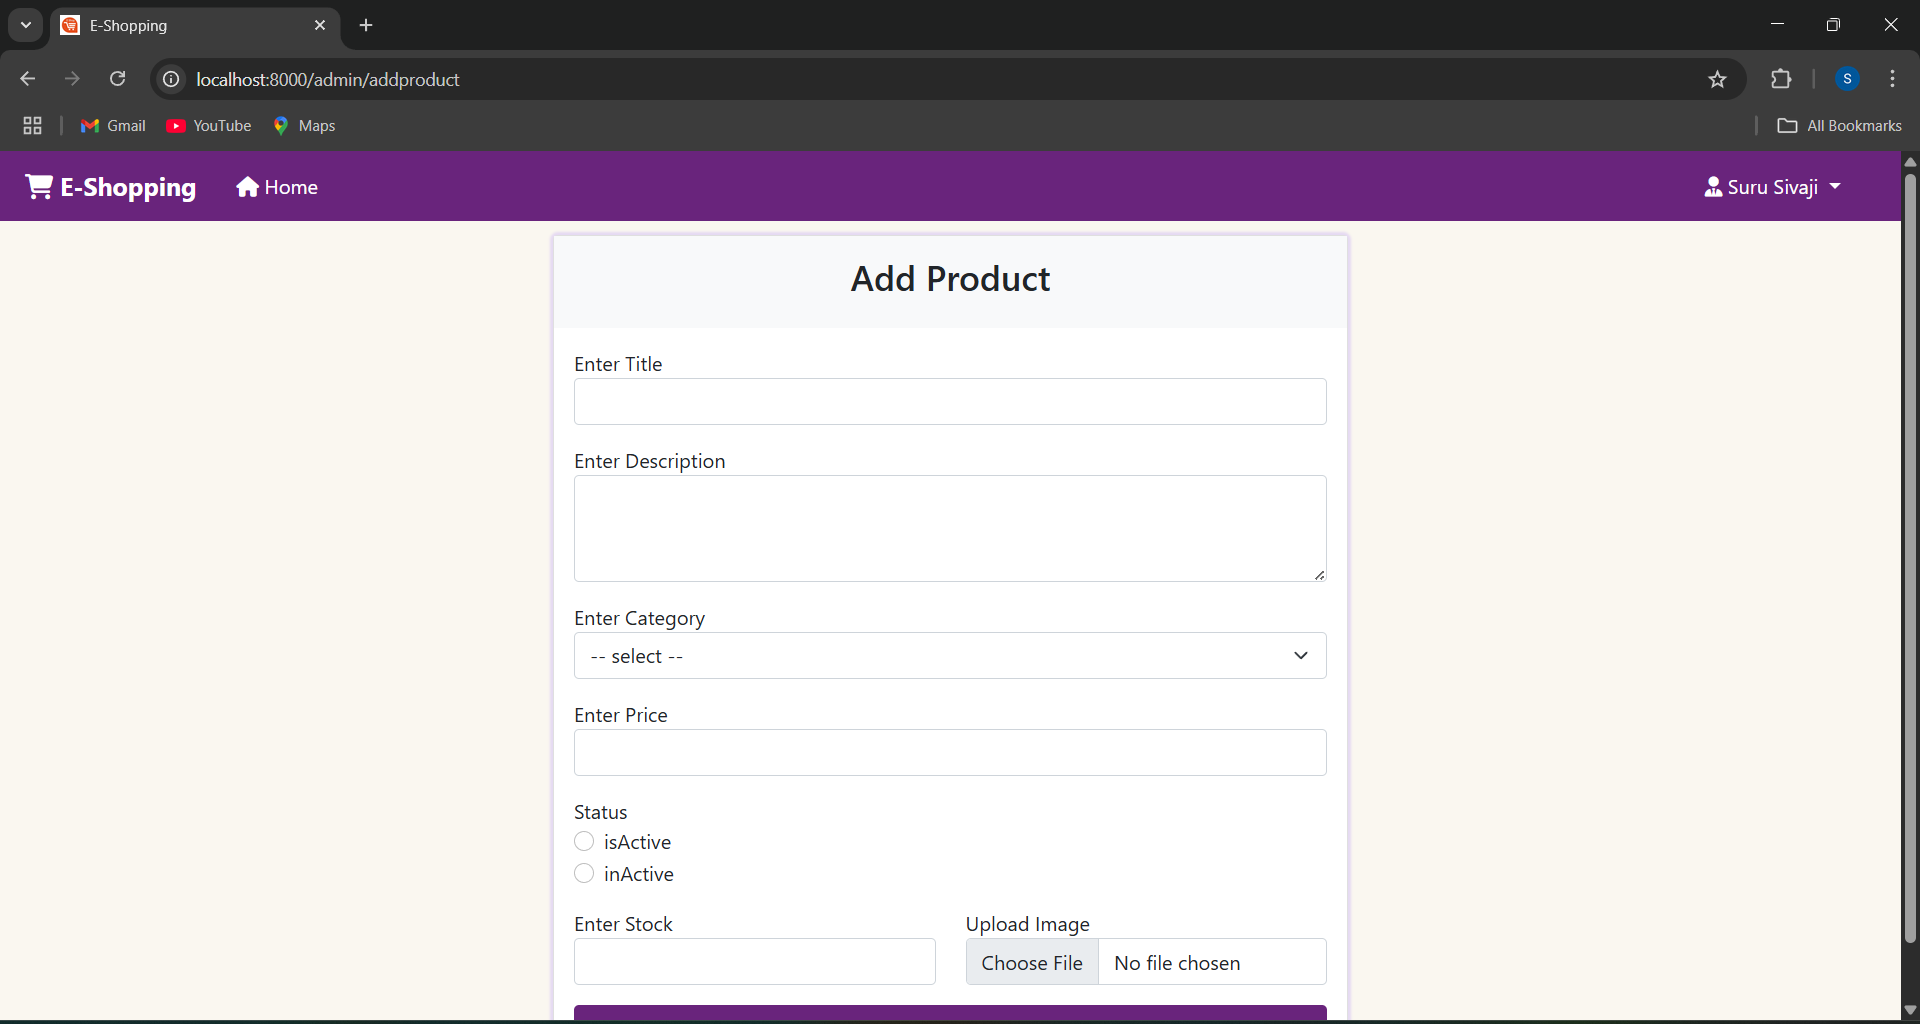 E-Shopping
localhost:8000/admin/addproduct
S
Gmail
YouTube
Maps
All Bookmarks
E-Shopping
Home
Suru Sivaji
Add Product
Enter Title
Enter Description
Enter Category
-- select --
Enter Price
Status
isActive
inActive
Enter Stock
Upload Image
Choose File
No file chosen